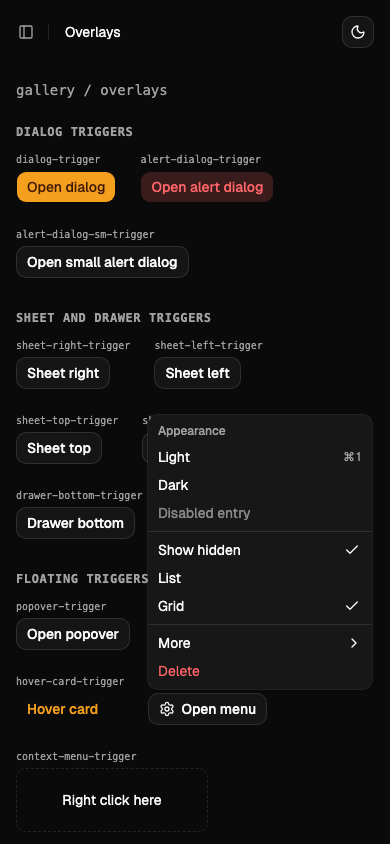 Overlays
gallery / overlays
DIALOG TRIGGERS
dialog-trigger
alert-dialog-trigger
Open dialog
Open alert dialog
alert-dialog-sm-trigger
Open small alert dialog
SHEET AND DRAWER TRIGGERS
sheet-right-trigger
sheet-left-trigger
Sheet right
Sheet left
sheet-top-trigger
Sheet top
drawer-bottom-trigger
Drawer bottom
FLOATING TRIGGERS
popover-trigger
Open popover
hover-card-trigger
Hover card
Appearance
Light ⌘1
Dark
Disabled entry
Show hidden
List
Grid
More
Delete
Open menu
context-menu-trigger
Right click here